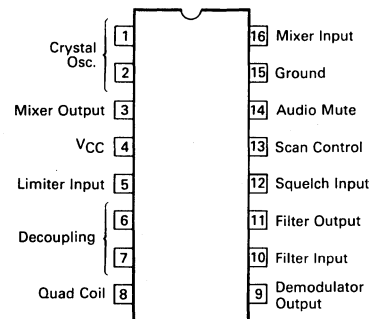 Crystal
Osc.
1
16
Mixer Input
2
15
Ground
Mixer Output
3
14
Audio Mute
VCC
4
13
Scan Control
Limiter Input
5
12
Squelch Input
Decoupling
6
11
Filter Output
7
10
Filter Input
Quad Coil
8
9
Demodulator
Output